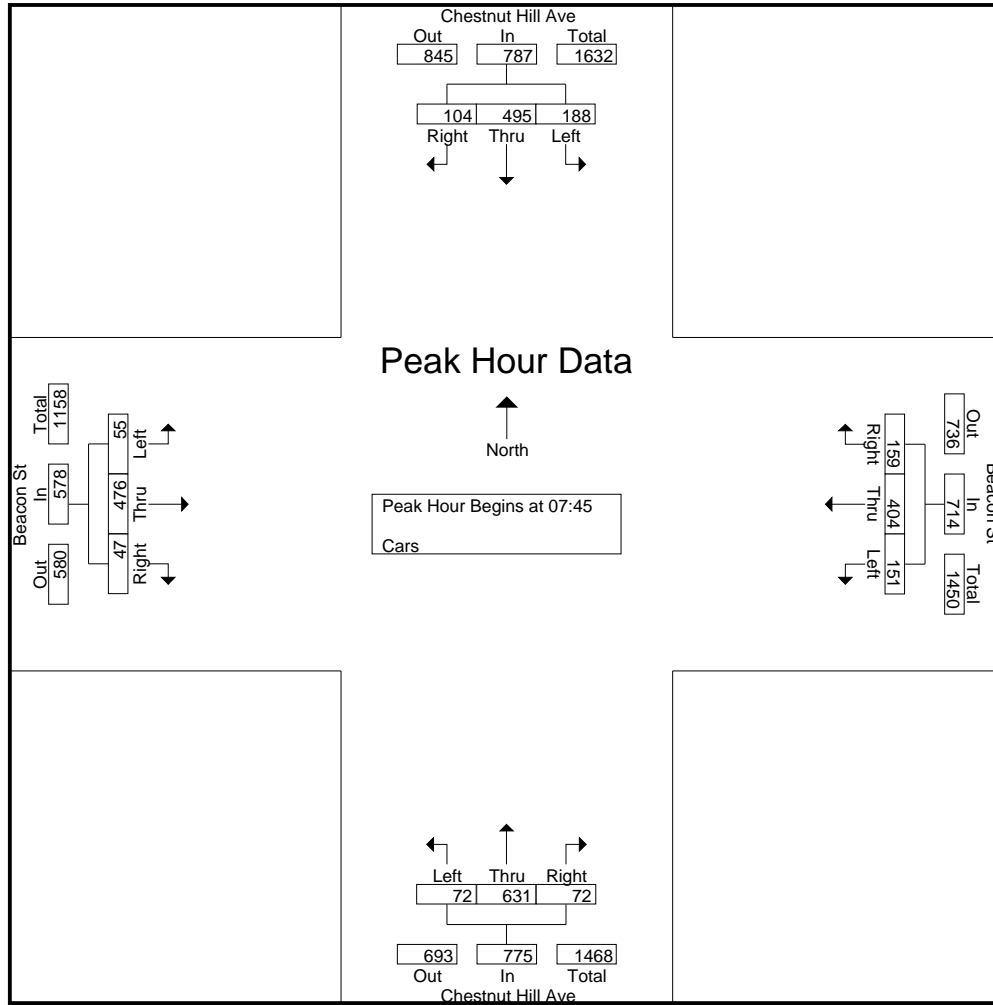 Chestnut Hill Ave
Out In Total
845 787 1632
104 495 188
Right Thru Left
Peak Hour Data
North
Peak Hour Begins at 07:45
Cars
Beacon St
Total In Out
1158 578 580
55 476 47
Left Thru Right
Right Thru Left
159 404 151
736 714 1450
Out In Total
Beacon St
Left Thru Right
72 631 72
693 775 1468
Out In Total
Chestnut Hill Ave